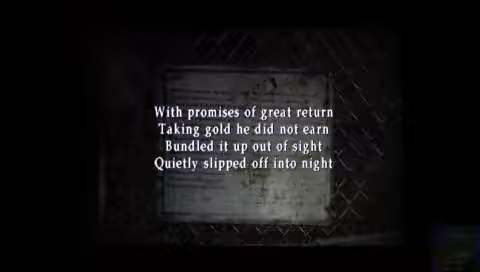 With promises of great return
Taking gold he did not earn
Bundled it up out of sight
Quietly slipped off into night